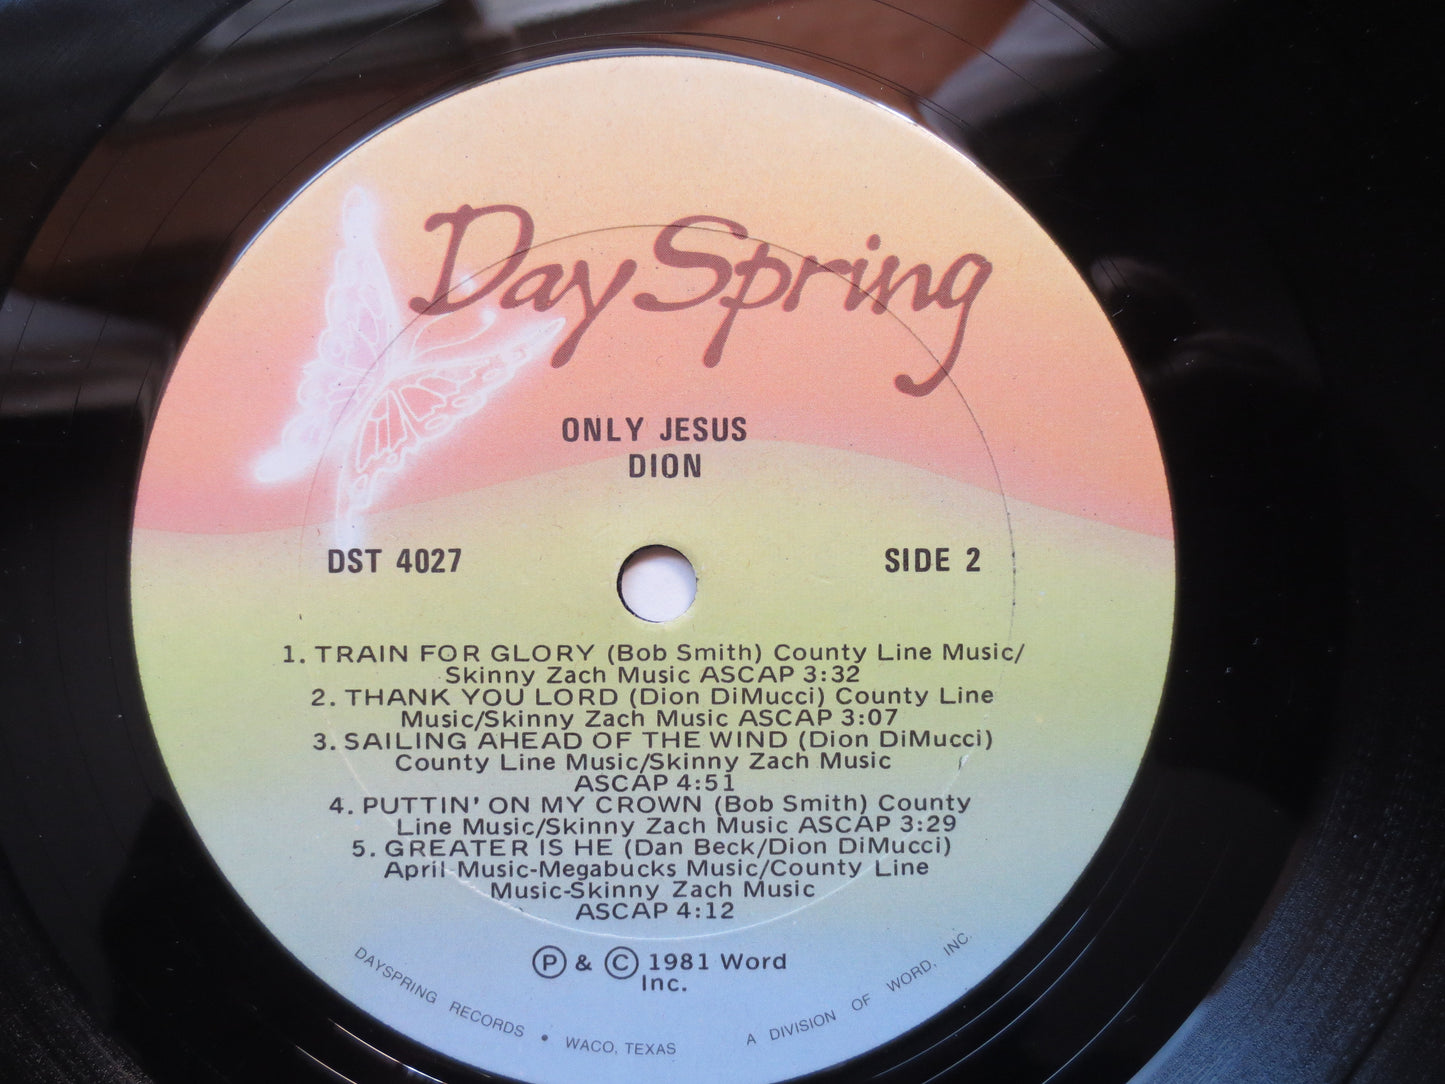 DaySpring
ONLY JESUS
DION
DST 4027
SIDE 2
1. TRAIN FOR GLORY (Bob Smith) County Line Music/
Skinny Zach Music ASCAP 3:32
2. THANK YOU LORD (Dion DiMucci) County Line
Music/Skinny Zach Music ASCAP 3:07
3. SAILING AHEAD OF THE WIND (Dion DiMucci)
County Line Music/Skinny Zach Music
ASCAP 4:51
4. PUTTIN' ON MY CROWN (Bob Smith) County
Line Music/Skinny Zach Music ASCAP 3:29
5. GREATER IS HE (Dan Beck/Dion DiMucci)
April Music-Megabucks Music/County Line
Music-Skinny Zach Music
ASCAP 4:12
Ⓟ & Ⓒ 1981 Word
Inc.
DAYSPRING RECORDS • WACO, TEXAS A DIVISION OF WORD, INC.